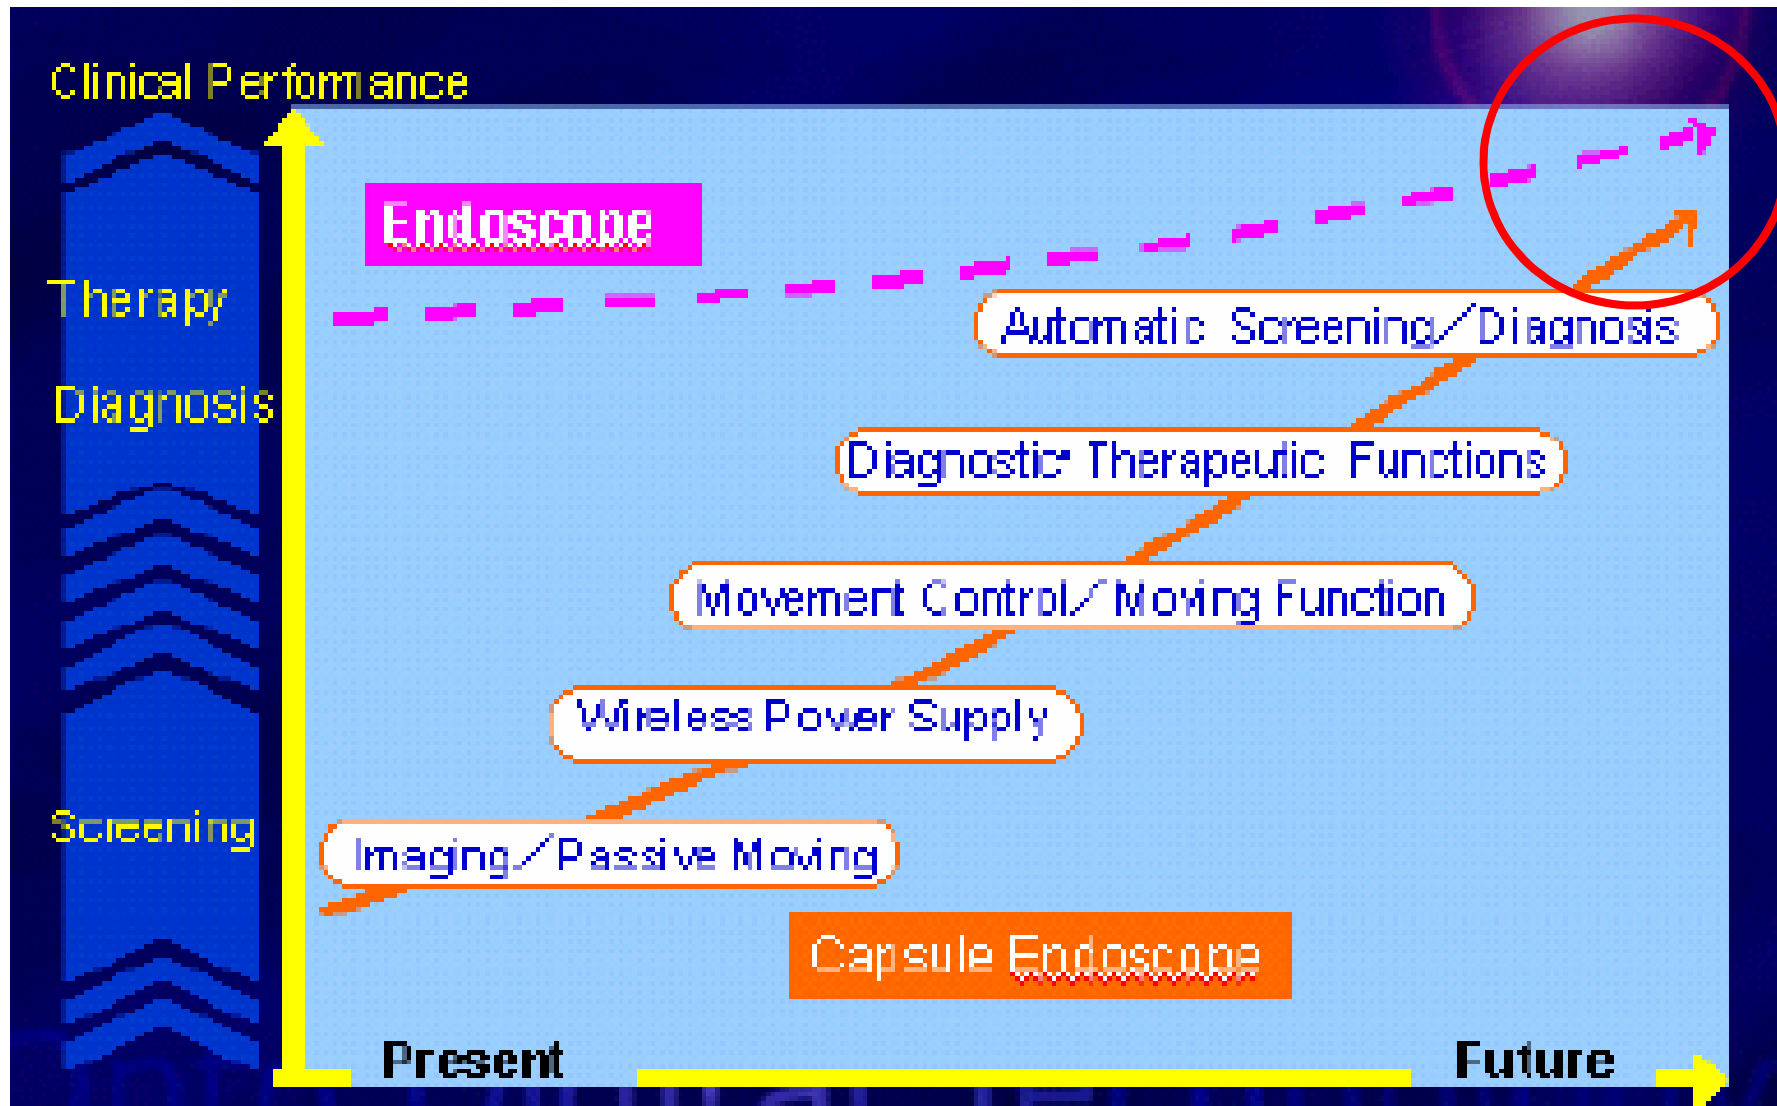 Clinical Performance
Endoscope
Therapy
Automatic Screening/Diagnosis
Diagnosis
Diagnostic• Therapeutic Functions
Movement Control/Moving Function
Wireless Power Supply
Screening
Imaging/Passive Moving
Capsule Endoscope
Present
Future